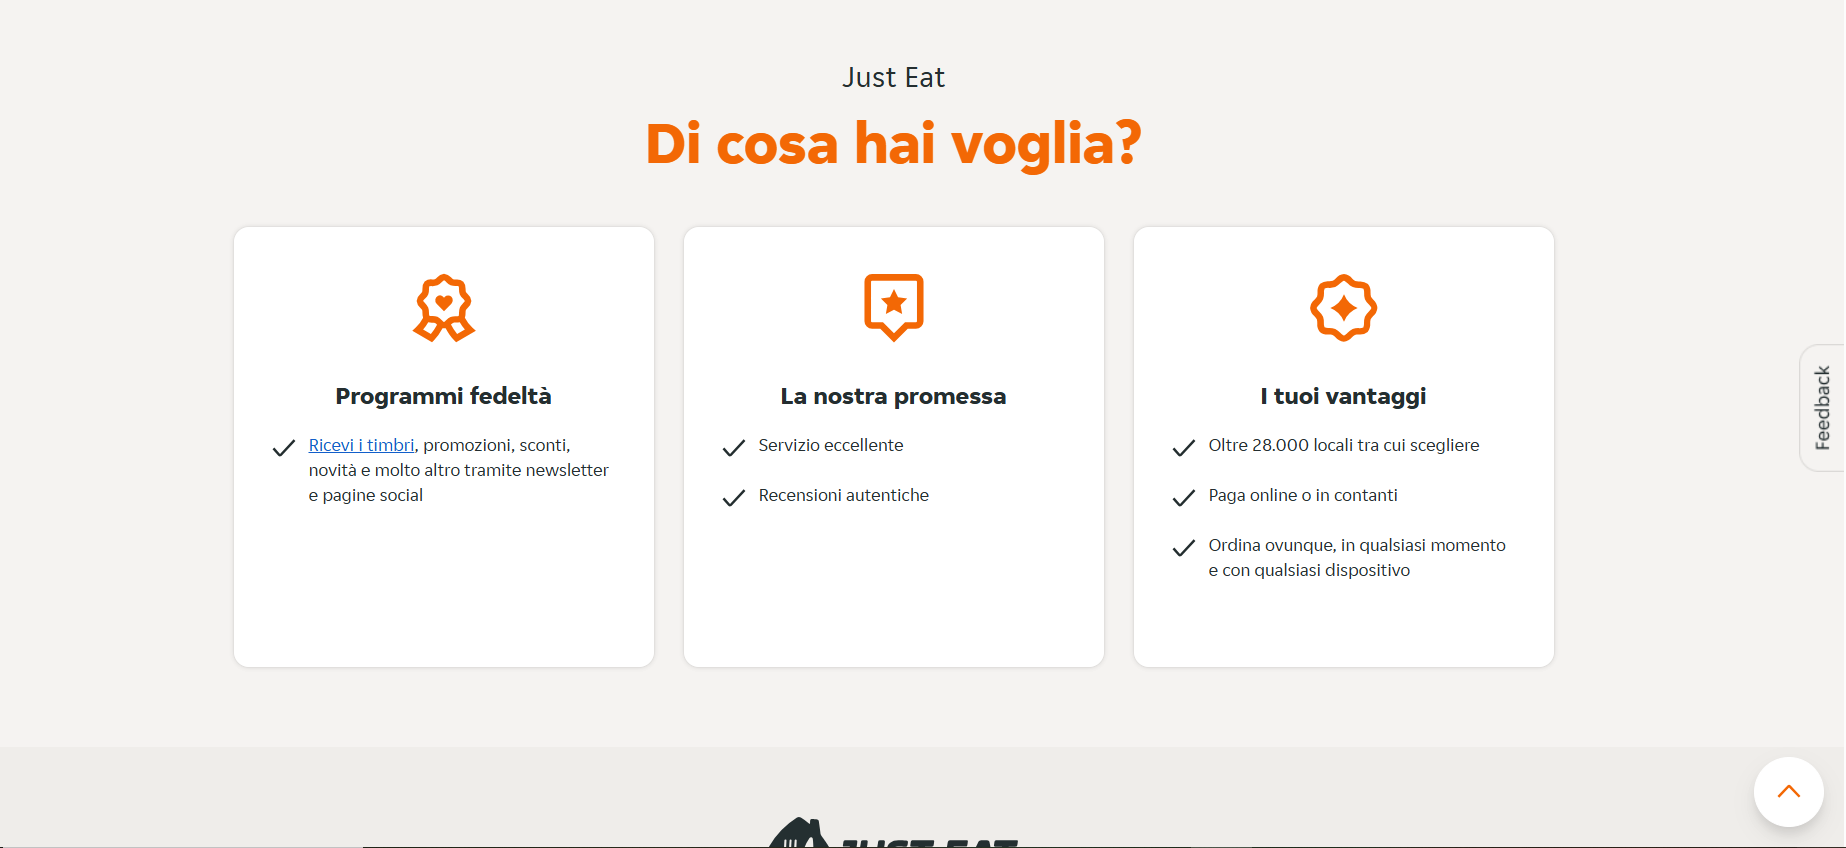 Just Eat
Di cosa hai voglia?
Programmi fedeltà
Ricevi i timbri, promozioni, sconti,
novità e molto altro tramite newsletter
e pagine social
La nostra promessa
Servizio eccellente
Recensioni autentiche
I tuoi vantaggi
Oltre 28.000 locali tra cui scegliere
Paga online o in contanti
Ordina ovunque, in qualsiasi momento
e con qualsiasi dispositivo
Feedback
JUST EAT